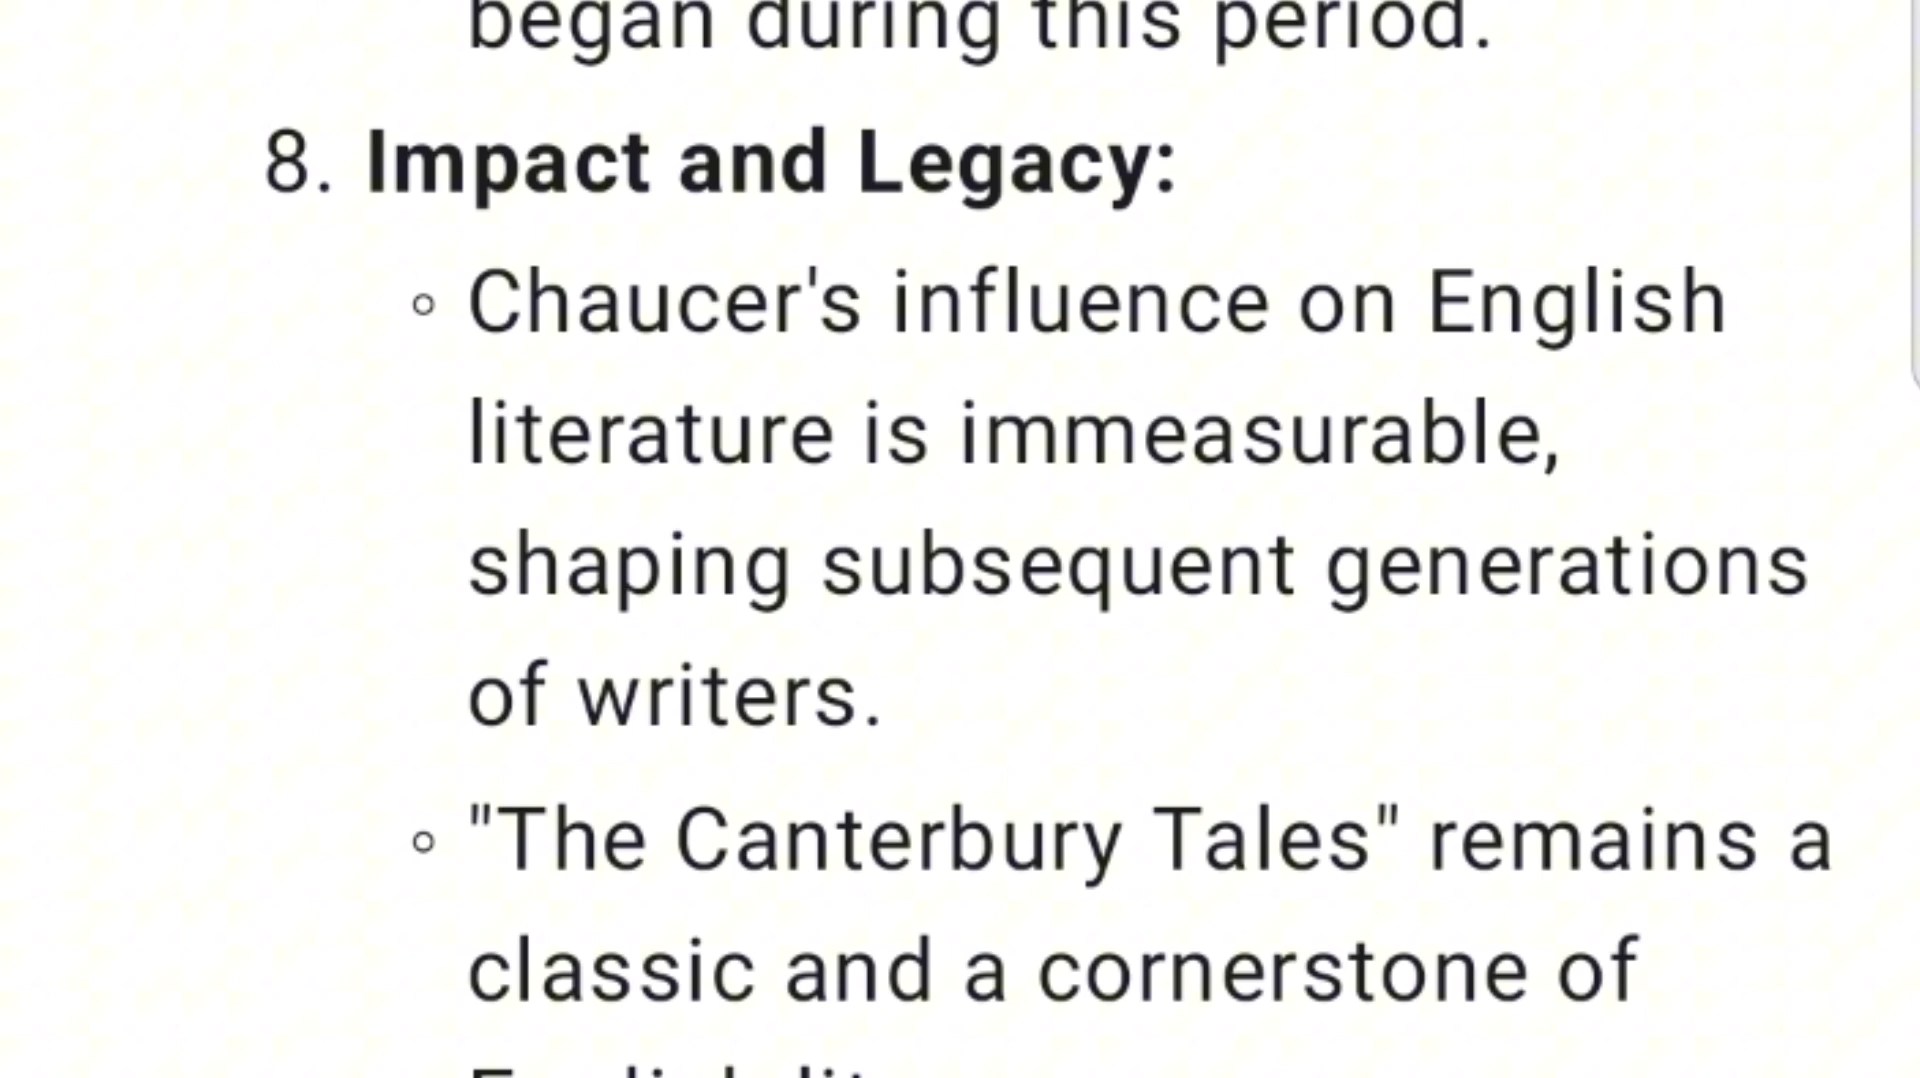 began during this period.
8. Impact and Legacy:
◦ Chaucer's influence on English
literature is immeasurable,
shaping subsequent generations
of writers.
◦ "The Canterbury Tales" remains a
classic and a cornerstone of